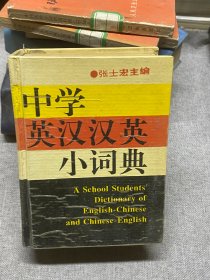 ●张士宏主编
中学
英汉汉英
小词典
A School Students'
Dictionary of
English-Chinese
and Chinese-English